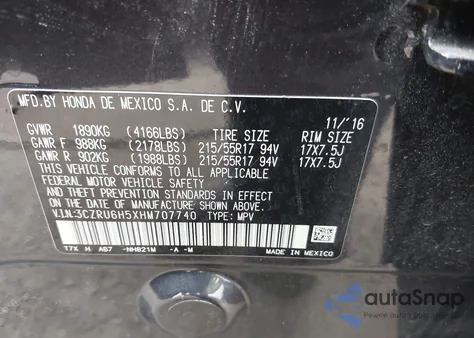 MFD.BY HONDA DE MEXICO S.A. DE C.V.
11/'16
GVWR 1890KG (4166LBS) TIRE SIZE RIM SIZE
GAWR F 988KG (2178LBS) 215/55R17 94V 17X7.5J
GAWR R 902KG (1988LBS) 215/55R17 94V 17X7.5J
THIS VEHICLE CONFORMS TO ALL APPLICABLE
FEDERAL MOTOR VEHICLE SAFETY AND THEFT
PREVENTION STANDARDS IN EFFECT ON THE DATE OF
MANUFACTURE SHOWN ABOVE.
V.I.N:3CZRU6H5XHM707740 TYPE: MPV
T7X H AB7 -NH821M -A -M
MADE IN MEXICO
autoSnap
Pewne auto z